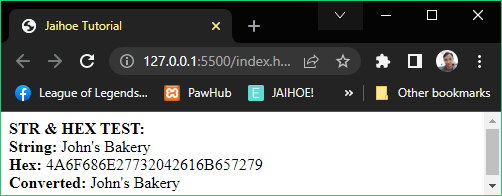 Jaihoe Tutorial
127.0.0.1:5500/index.h...
League of Legends...
PawHub
JAIHOE!
Other bookmarks
STR & HEX TEST:
String: John's Bakery
Hex: 4A6F686E27732042616B657279
Converted: John's Bakery